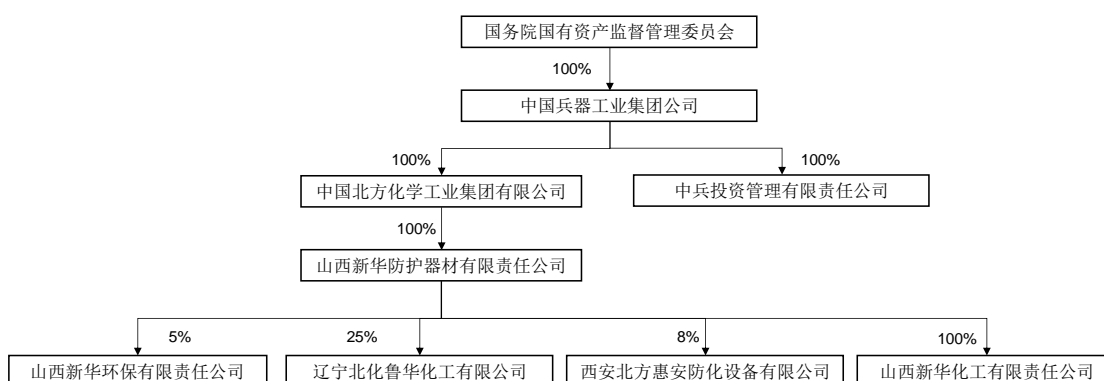 国务院国有资产监督管理委员会
100%
中国兵器工业集团公司
100%
100%
中国北方化学工业集团有限公司
中兵投资管理有限责任公司
100%
山西新华防护器材有限责任公司
5%
25%
8%
100%
山西新华环保有限责任公司
辽宁北化鲁华化工有限公司
西安北方惠安防化设备有限公司
山西新华化工有限责任公司